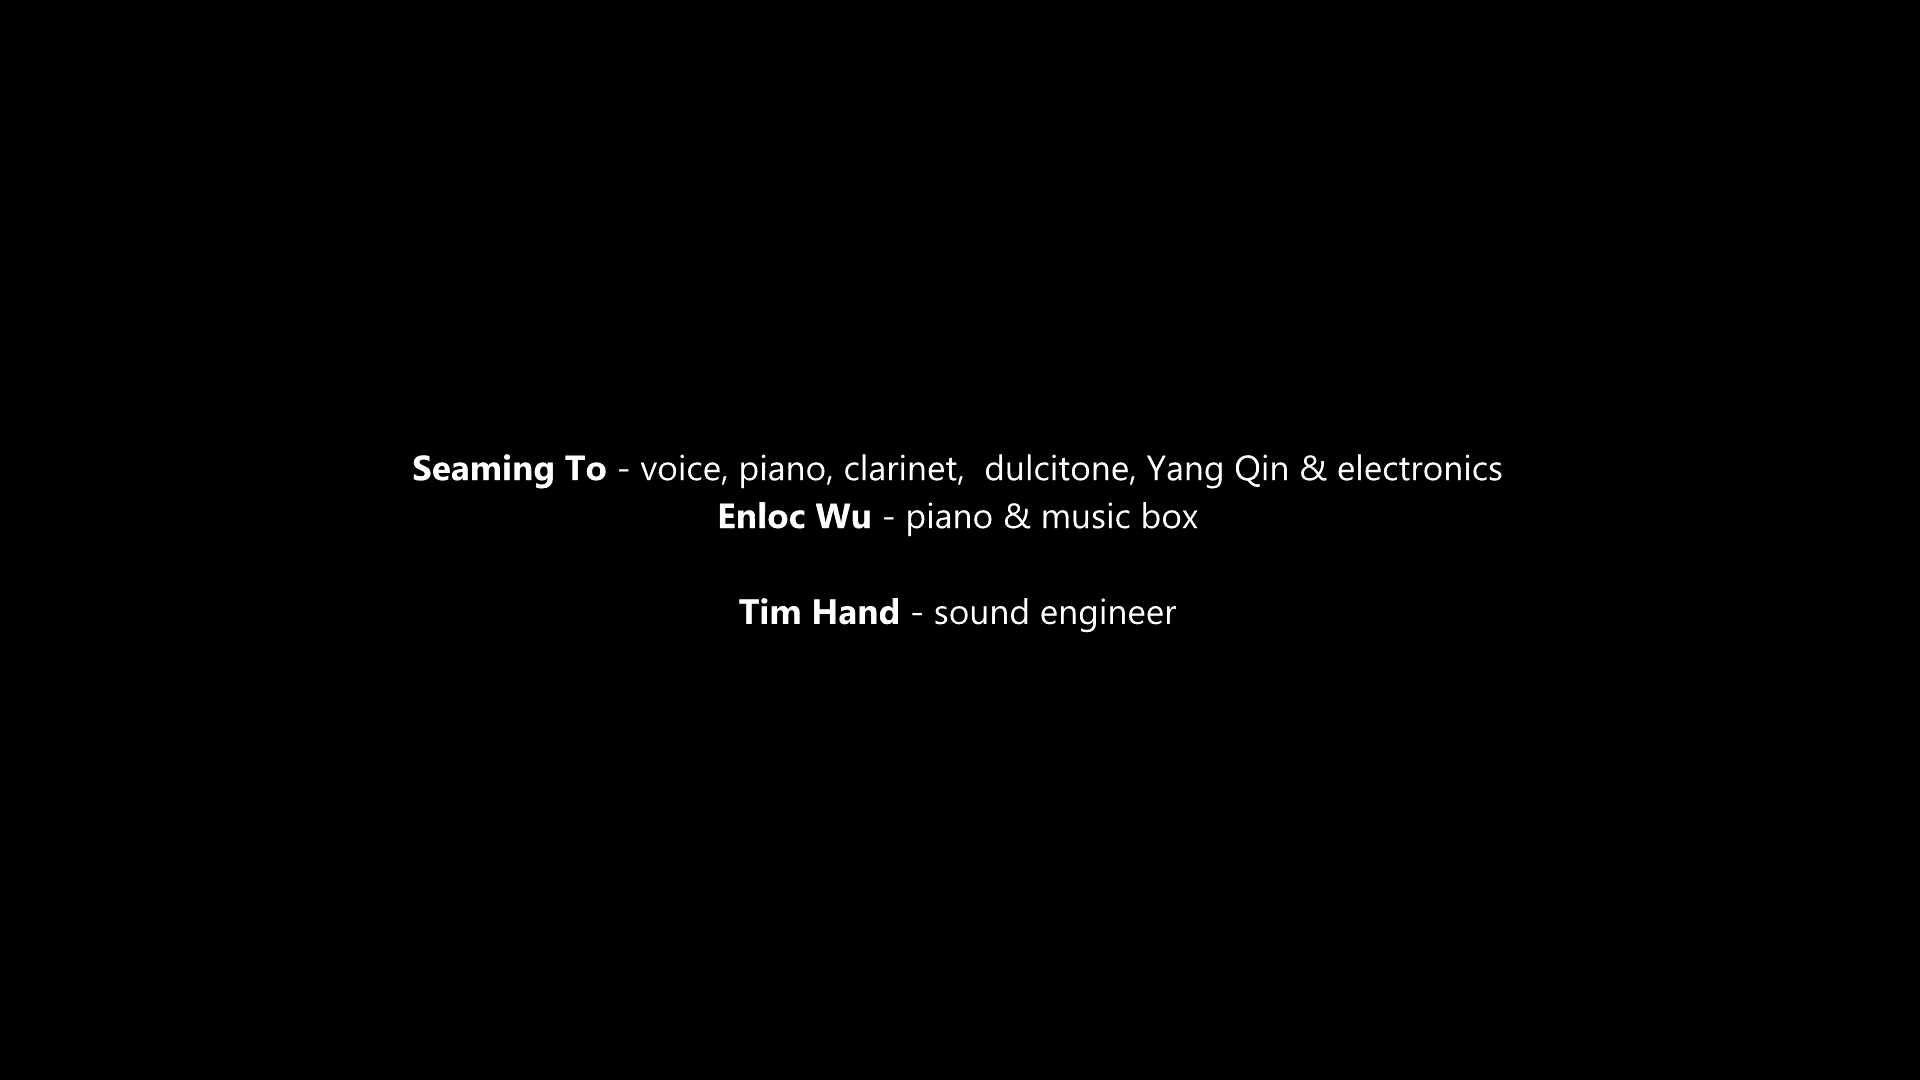 Seaming To - voice, piano, clarinet,  dulcitone, Yang Qin & electronics
Enloc Wu - piano & music box
Tim Hand - sound engineer